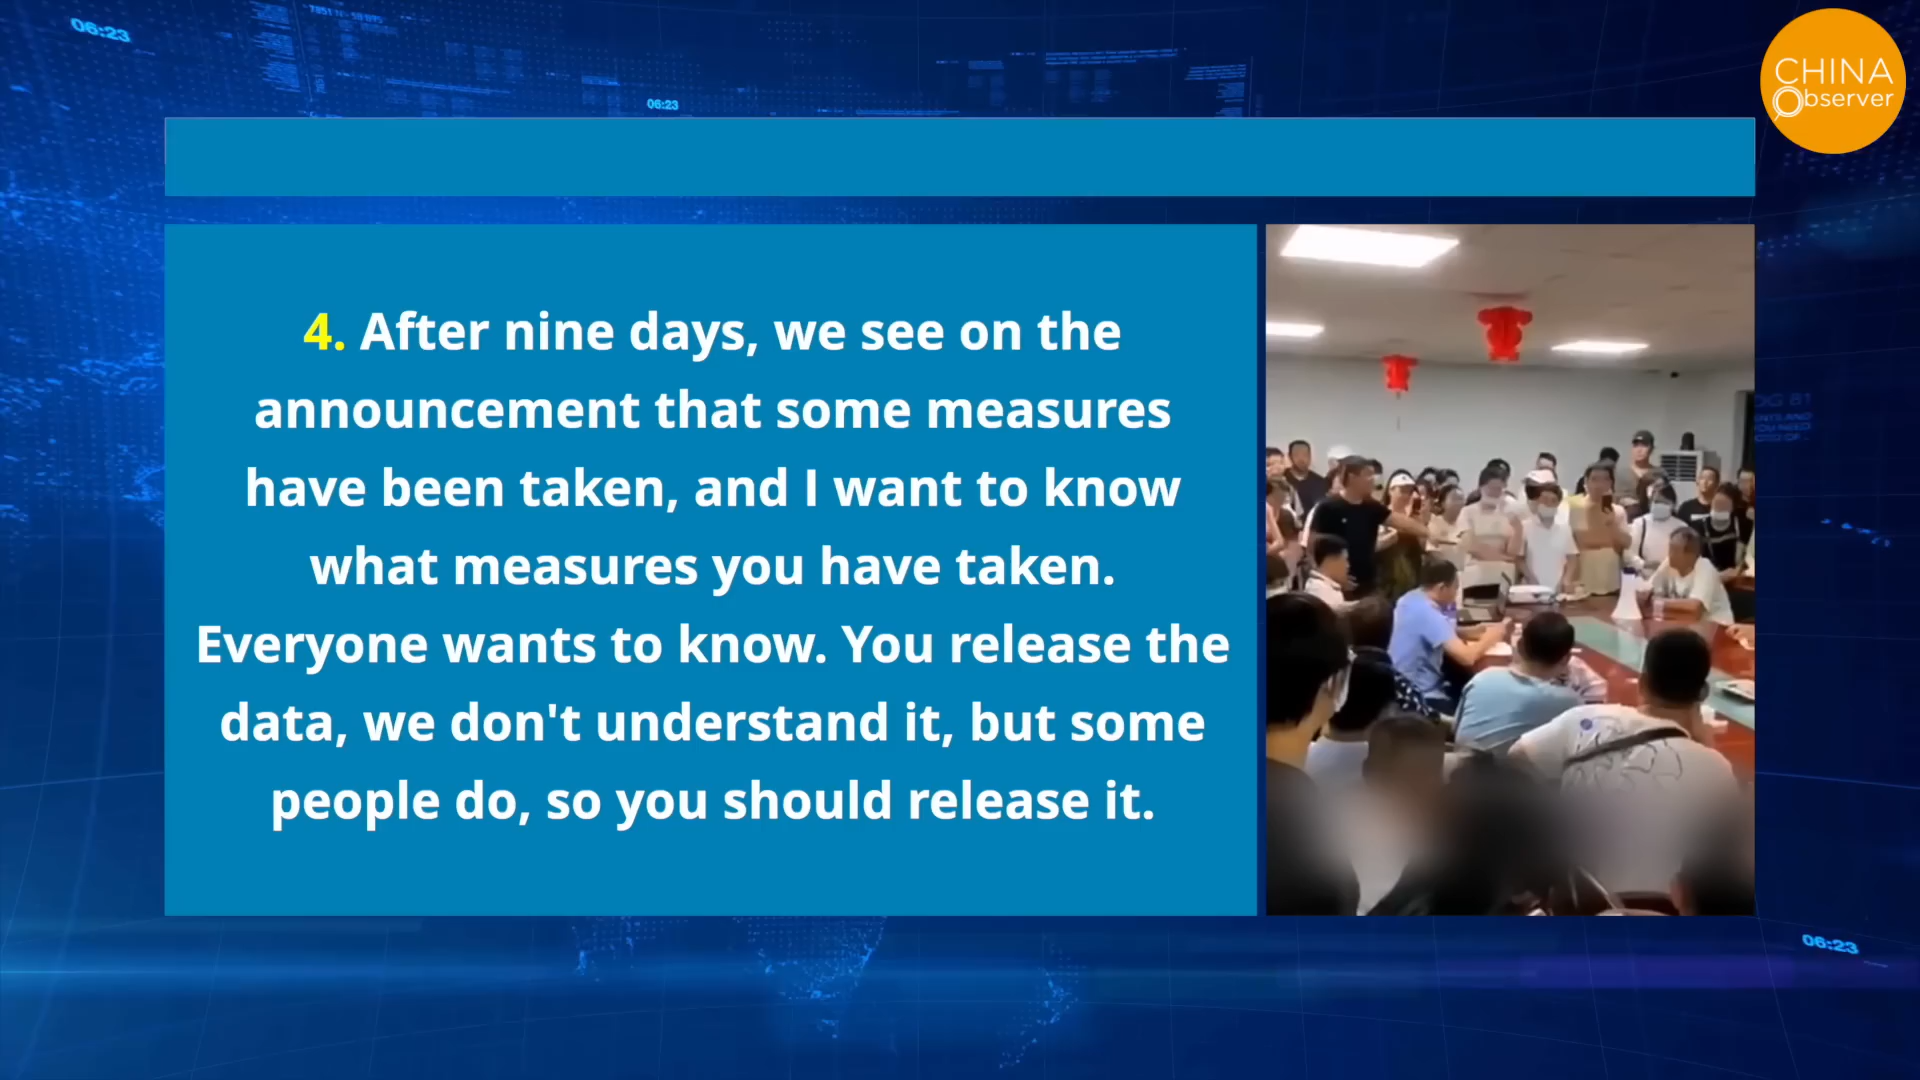 06:23
CHINA
Observer
06:23
4. After nine days, we see on the
announcement that some measures
have been taken, and I want to know
what measures you have taken.
Everyone wants to know. You release the
data, we don't understand it, but some
people do, so you should release it.
06:23